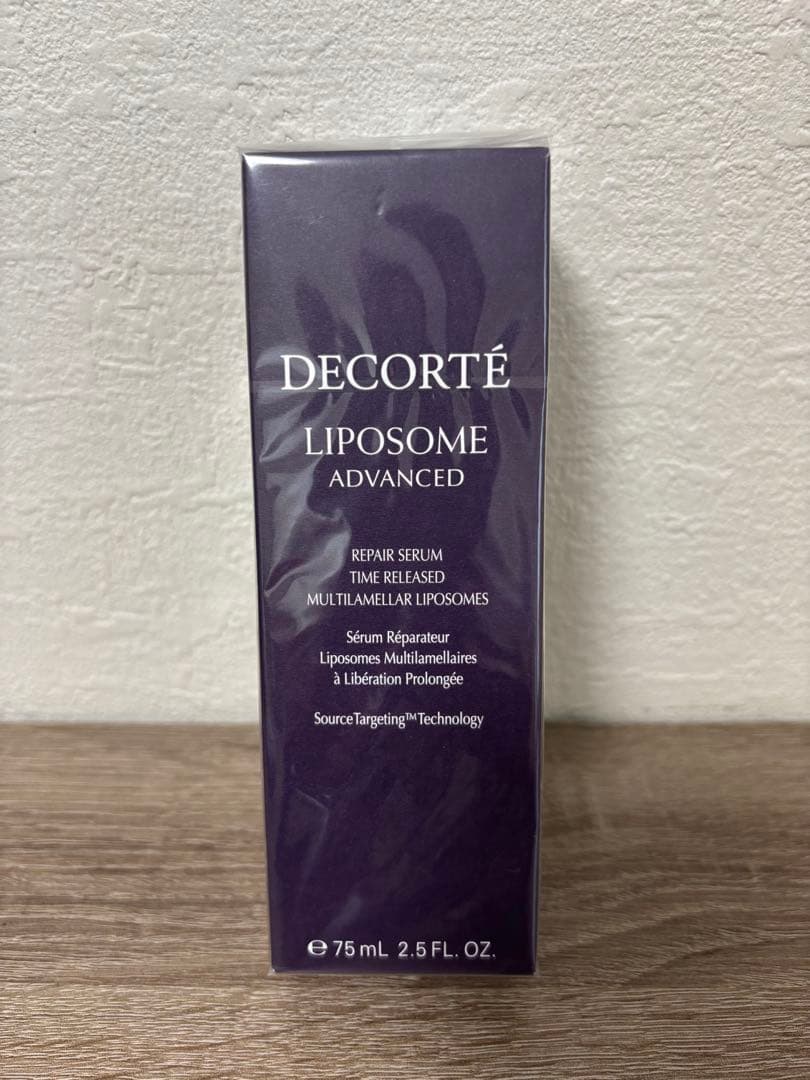 DECORTÉ
LIPOSOME
ADVANCED
REPAIR SERUM
TIME RELEASED
MULTILAMELLAR LIPOSOMES
Sérum Réparateur
Liposomes Multilamellaires
à Libération Prolongée
SourceTargeting™Technology
℮ 75 mL 2.5 FL. OZ.